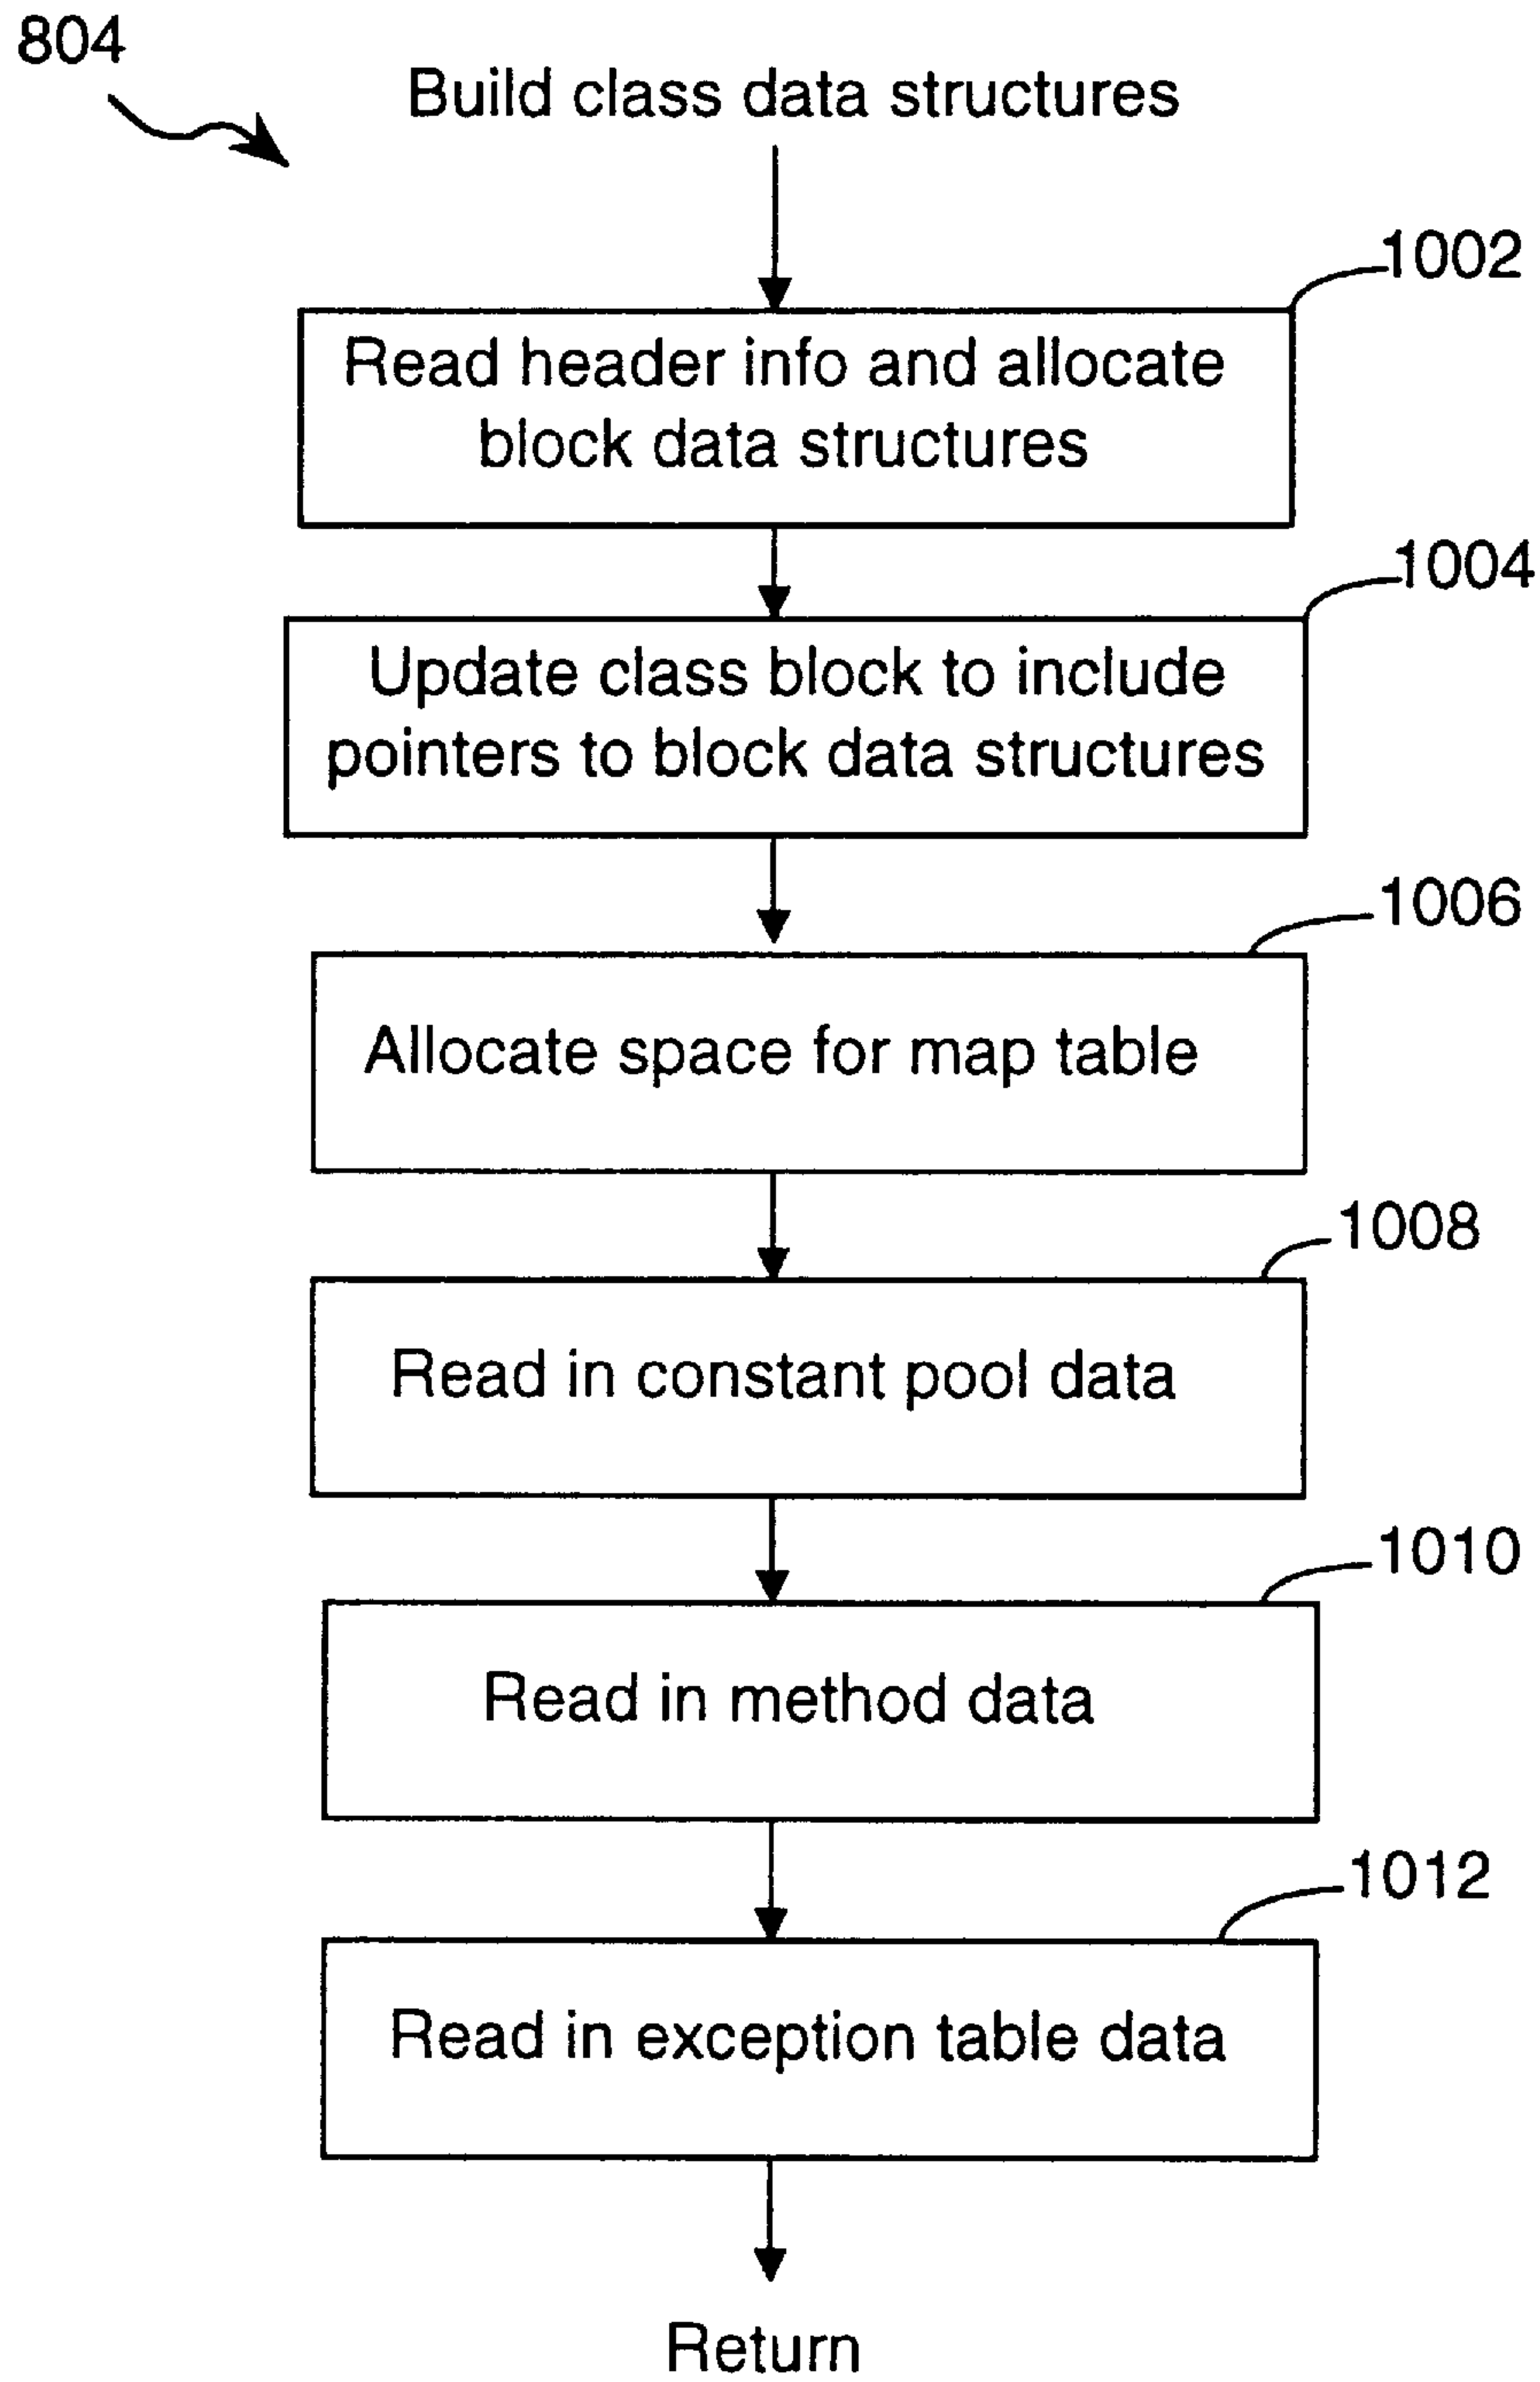 804
Build class data structures
1002
Read header info and allocate
block data structures
1004
Update class block to include
pointers to block data structures
1006
Allocate space for map table
1008
Read in constant pool data
1010
Read in method data
1012
Read in exception table data
Return